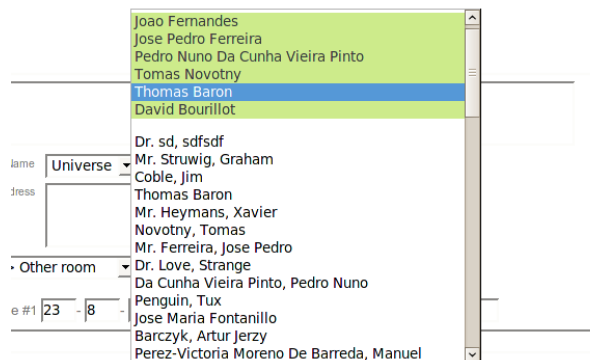 Joao Fernandes
Jose Pedro Ferreira
Pedro Nuno Da Cunha Vieira Pinto
Tomas Novotny
Thomas Baron
David Bourillot
Dr. sd, sdfsdf
Mr. Struwig, Graham
Universe
Coble, Jim
Thomas Baron
Mr. Heymans, Xavier
Novotny, Tomas
Mr. Ferreira, Jose Pedro
Other room
Dr. Love, Strange
Da Cunha Vieira Pinto, Pedro Nuno
Penguin, Tux
#1 23 - 8 -
Jose Maria Fontanillo
Barczyk, Artur Jerzy
Perez-Victoria Moreno De Barreda, Manuel